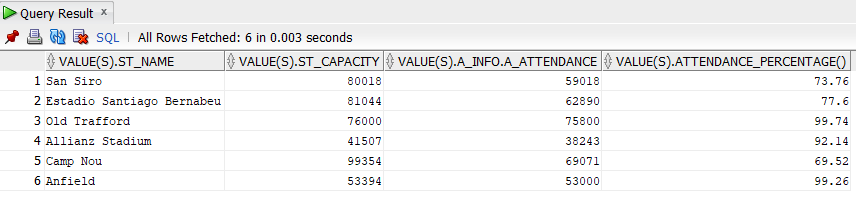 Query Result ×
SQL | All Rows Fetched: 6 in 0.003 seconds
VALUE(S).ST_NAME VALUE(S).ST_CAPACITY VALUE(S).A_INFO.A_ATTENDANCE VALUE(S).ATTENDANCE_PERCENTAGE()
1 San Siro 80018 59018 73.76
2 Estadio Santiago Bernabeu 81044 62890 77.6
3 Old Trafford 76000 75800 99.74
4 Allianz Stadium 41507 38243 92.14
5 Camp Nou 99354 69071 69.52
6 Anfield 53394 53000 99.26